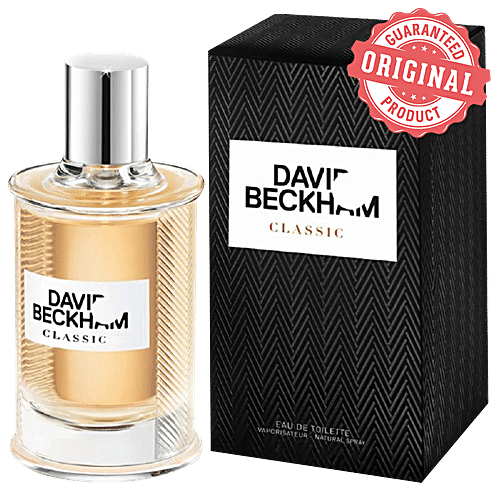 DAVID
BECKHAM
CLASSIC
DAVID
BECKHAM
CLASSIC
EAU DE TOILETTE
VAPORISATEUR - NATURAL SPRAY
GUARANTEED
ORIGINAL
PRODUCT